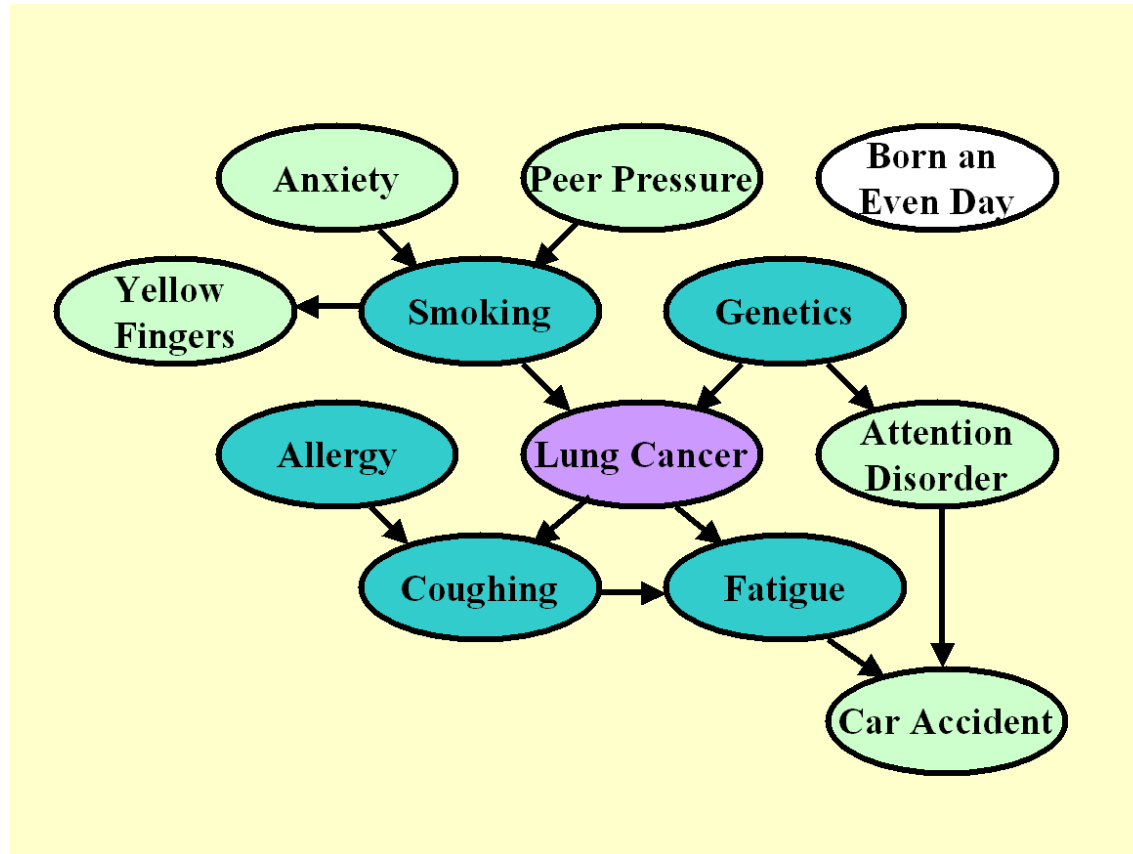 Anxiety
Peer Pressure
Born an
Even Day
Yellow
Fingers
Smoking
Genetics
Allergy
Lung Cancer
Attention
Disorder
Coughing
Fatigue
Car Accident